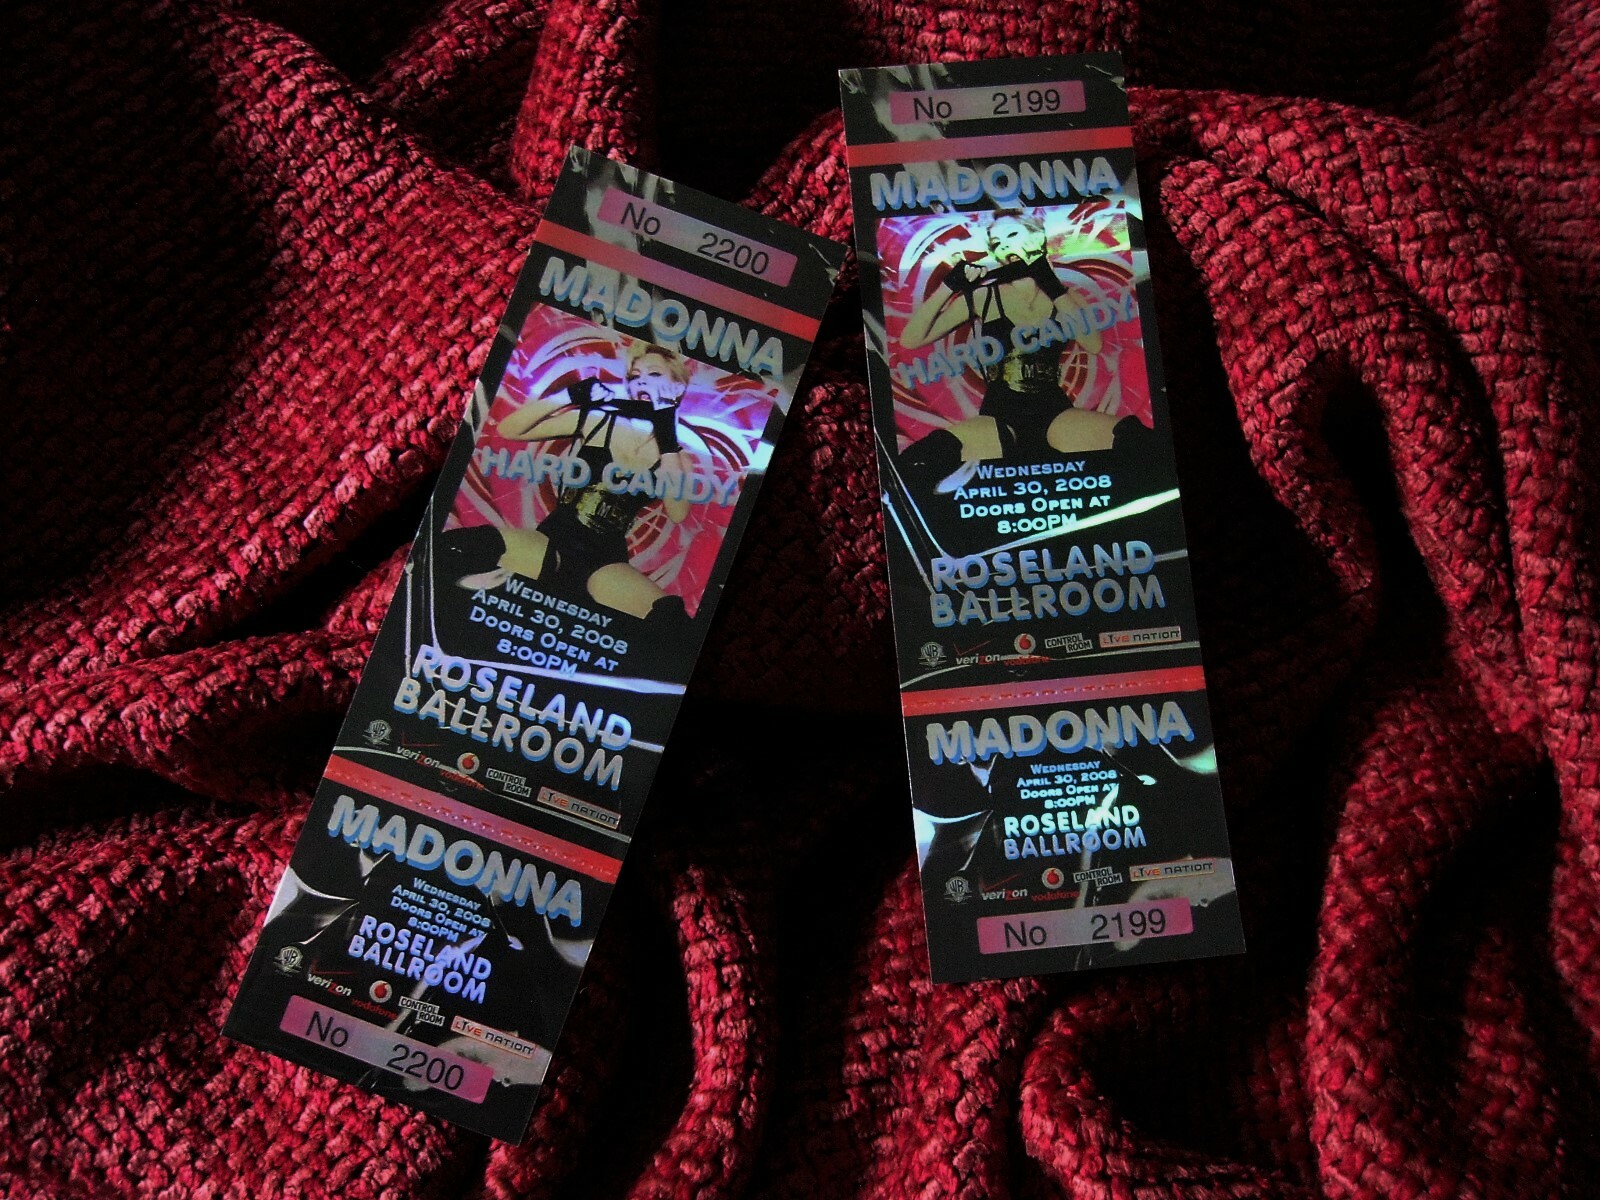 No 2200
MADONNA
HARD CANDY
WEDNESDAY
APRIL 30, 2008
DOORS OPEN AT
8:00PM
ROSELAND
BALLROOM
WB verizon vodafone CONTROL ROOM LIVE NATION
MADONNA
WEDNESDAY
APRIL 30, 2008
DOORS OPEN AT
8:00PM
ROSELAND
BALLROOM
WB verizon vodafone CONTROL ROOM LIVE NATION
No 2200
No 2199
MADONNA
HARD CANDY
WEDNESDAY
APRIL 30, 2008
DOORS OPEN AT
8:00PM
ROSELAND
BALLROOM
WB verizon vodafone CONTROL ROOM LIVE NATION
MADONNA
WEDNESDAY
APRIL 30, 2008
DOORS OPEN AT
8:00PM
ROSELAND
BALLROOM
WB verizon vodafone CONTROL ROOM LIVE NATION
No 2199